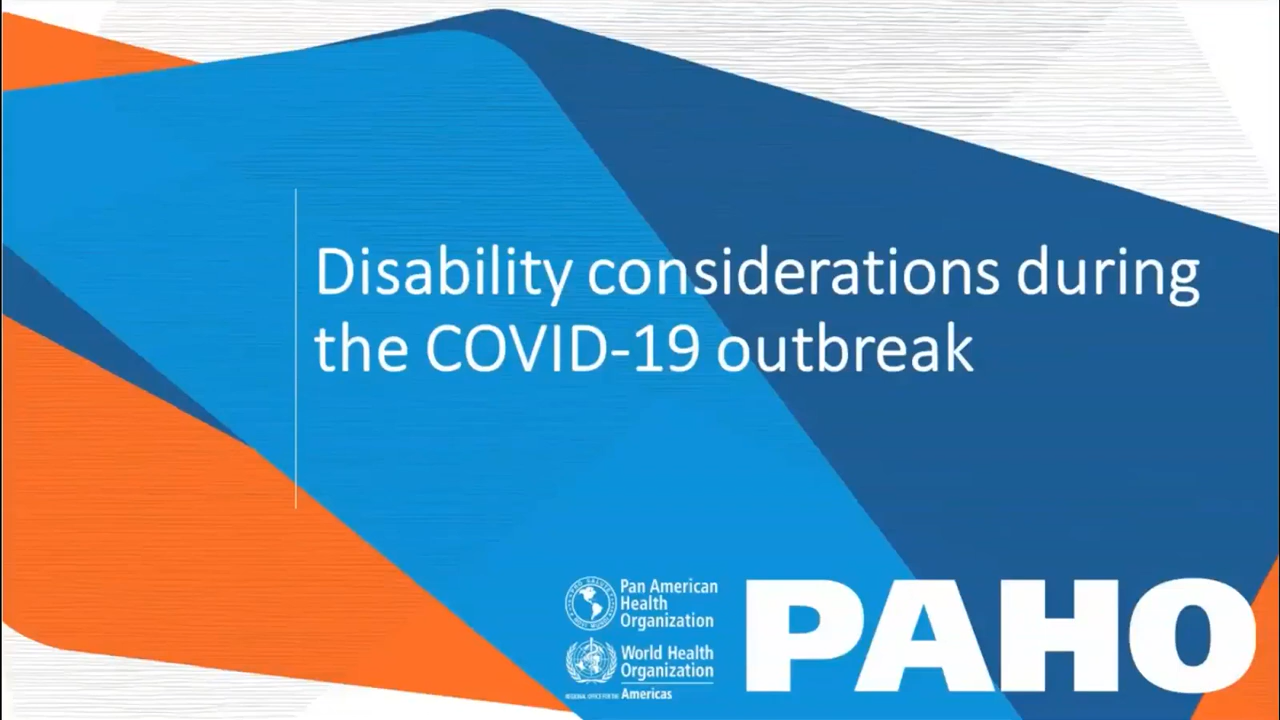 Disability considerations during
the COVID-19 outbreak
Pan American
Health
Organization
World Health
Organization
REGIONAL OFFICE FOR THE Americas
PAHO